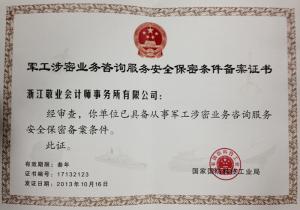 军工涉密业务咨询服务安全保密条件备案证书
浙江敬业会计师事务所有限公司：
经审查，你单位已具备从事军工涉密业务咨询服务
安全保密备案条件。
此证。
有效期限：叁年
证书编号：17132123
发证日期：2013年10月16日
国家国防科技工业局